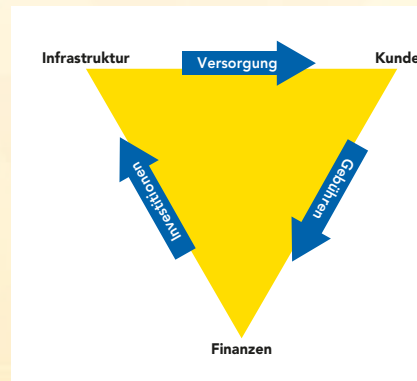 Infrastruktur
Versorgung
Kunde
Gebühren
Investitionen
Finanzen